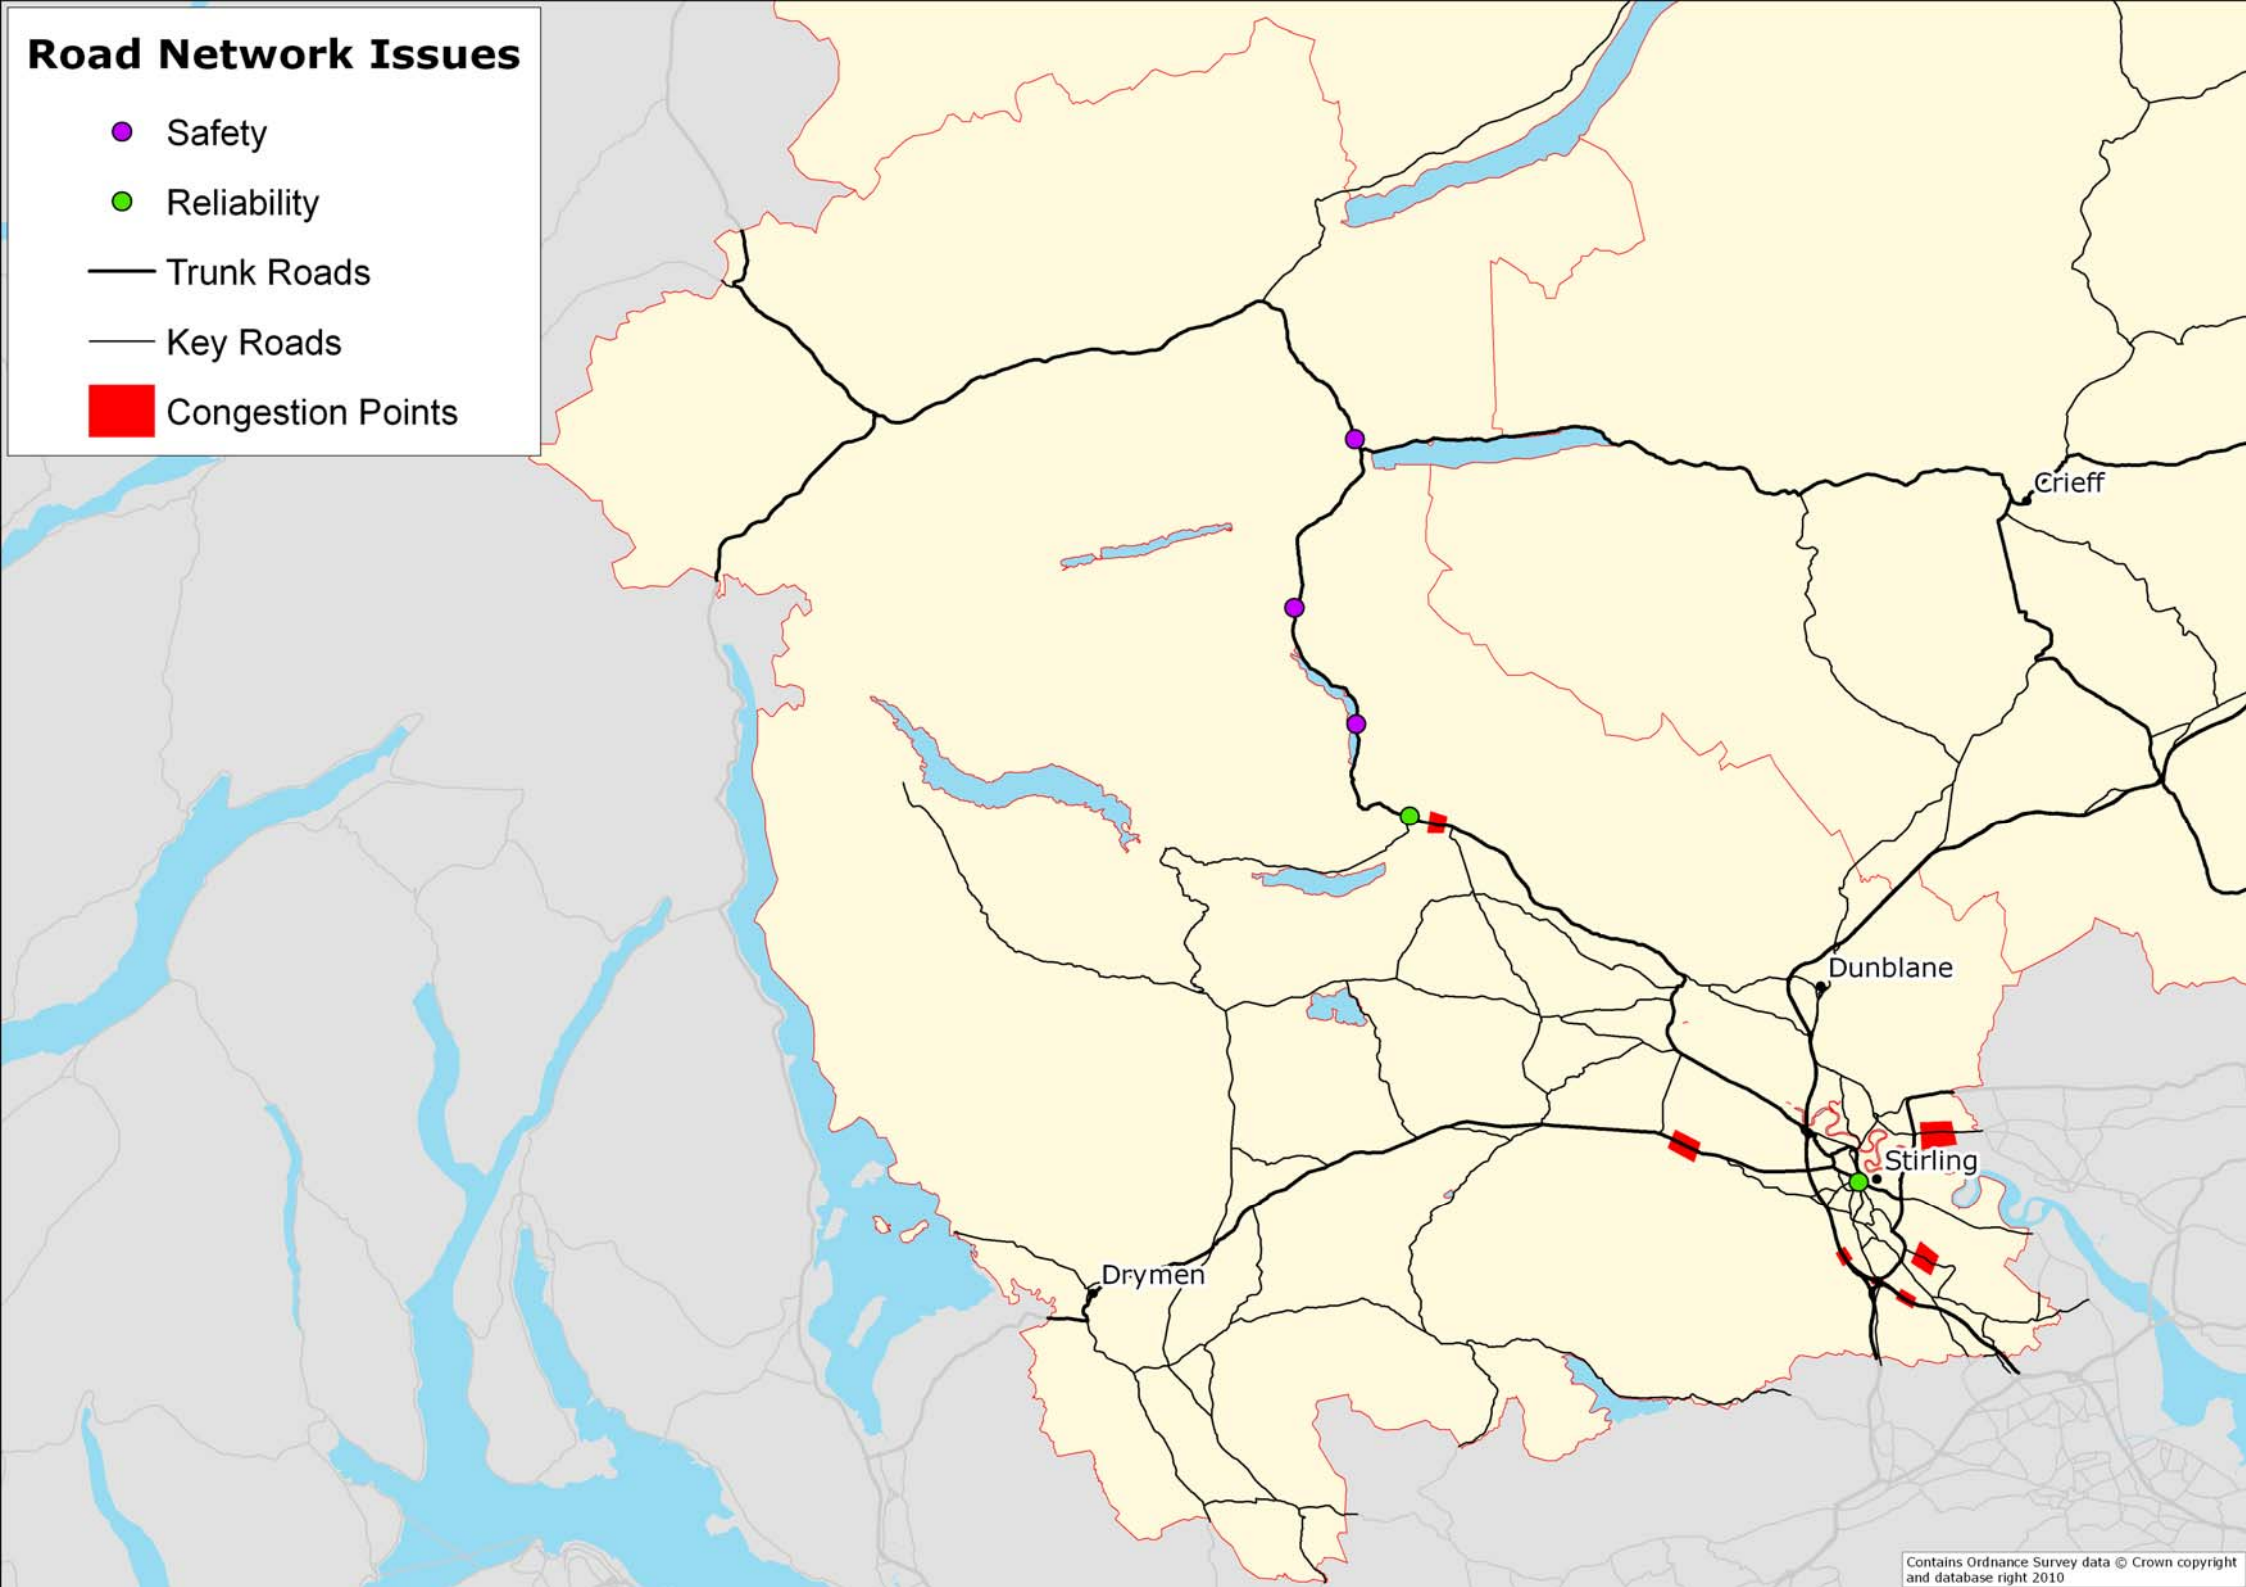 Road Network Issues
Safety
Reliability
Trunk Roads
Key Roads
Congestion Points
Crieff
Dunblane
Stirling
Drymen
Contains Ordnance Survey data © Crown copyright
and database right 2010